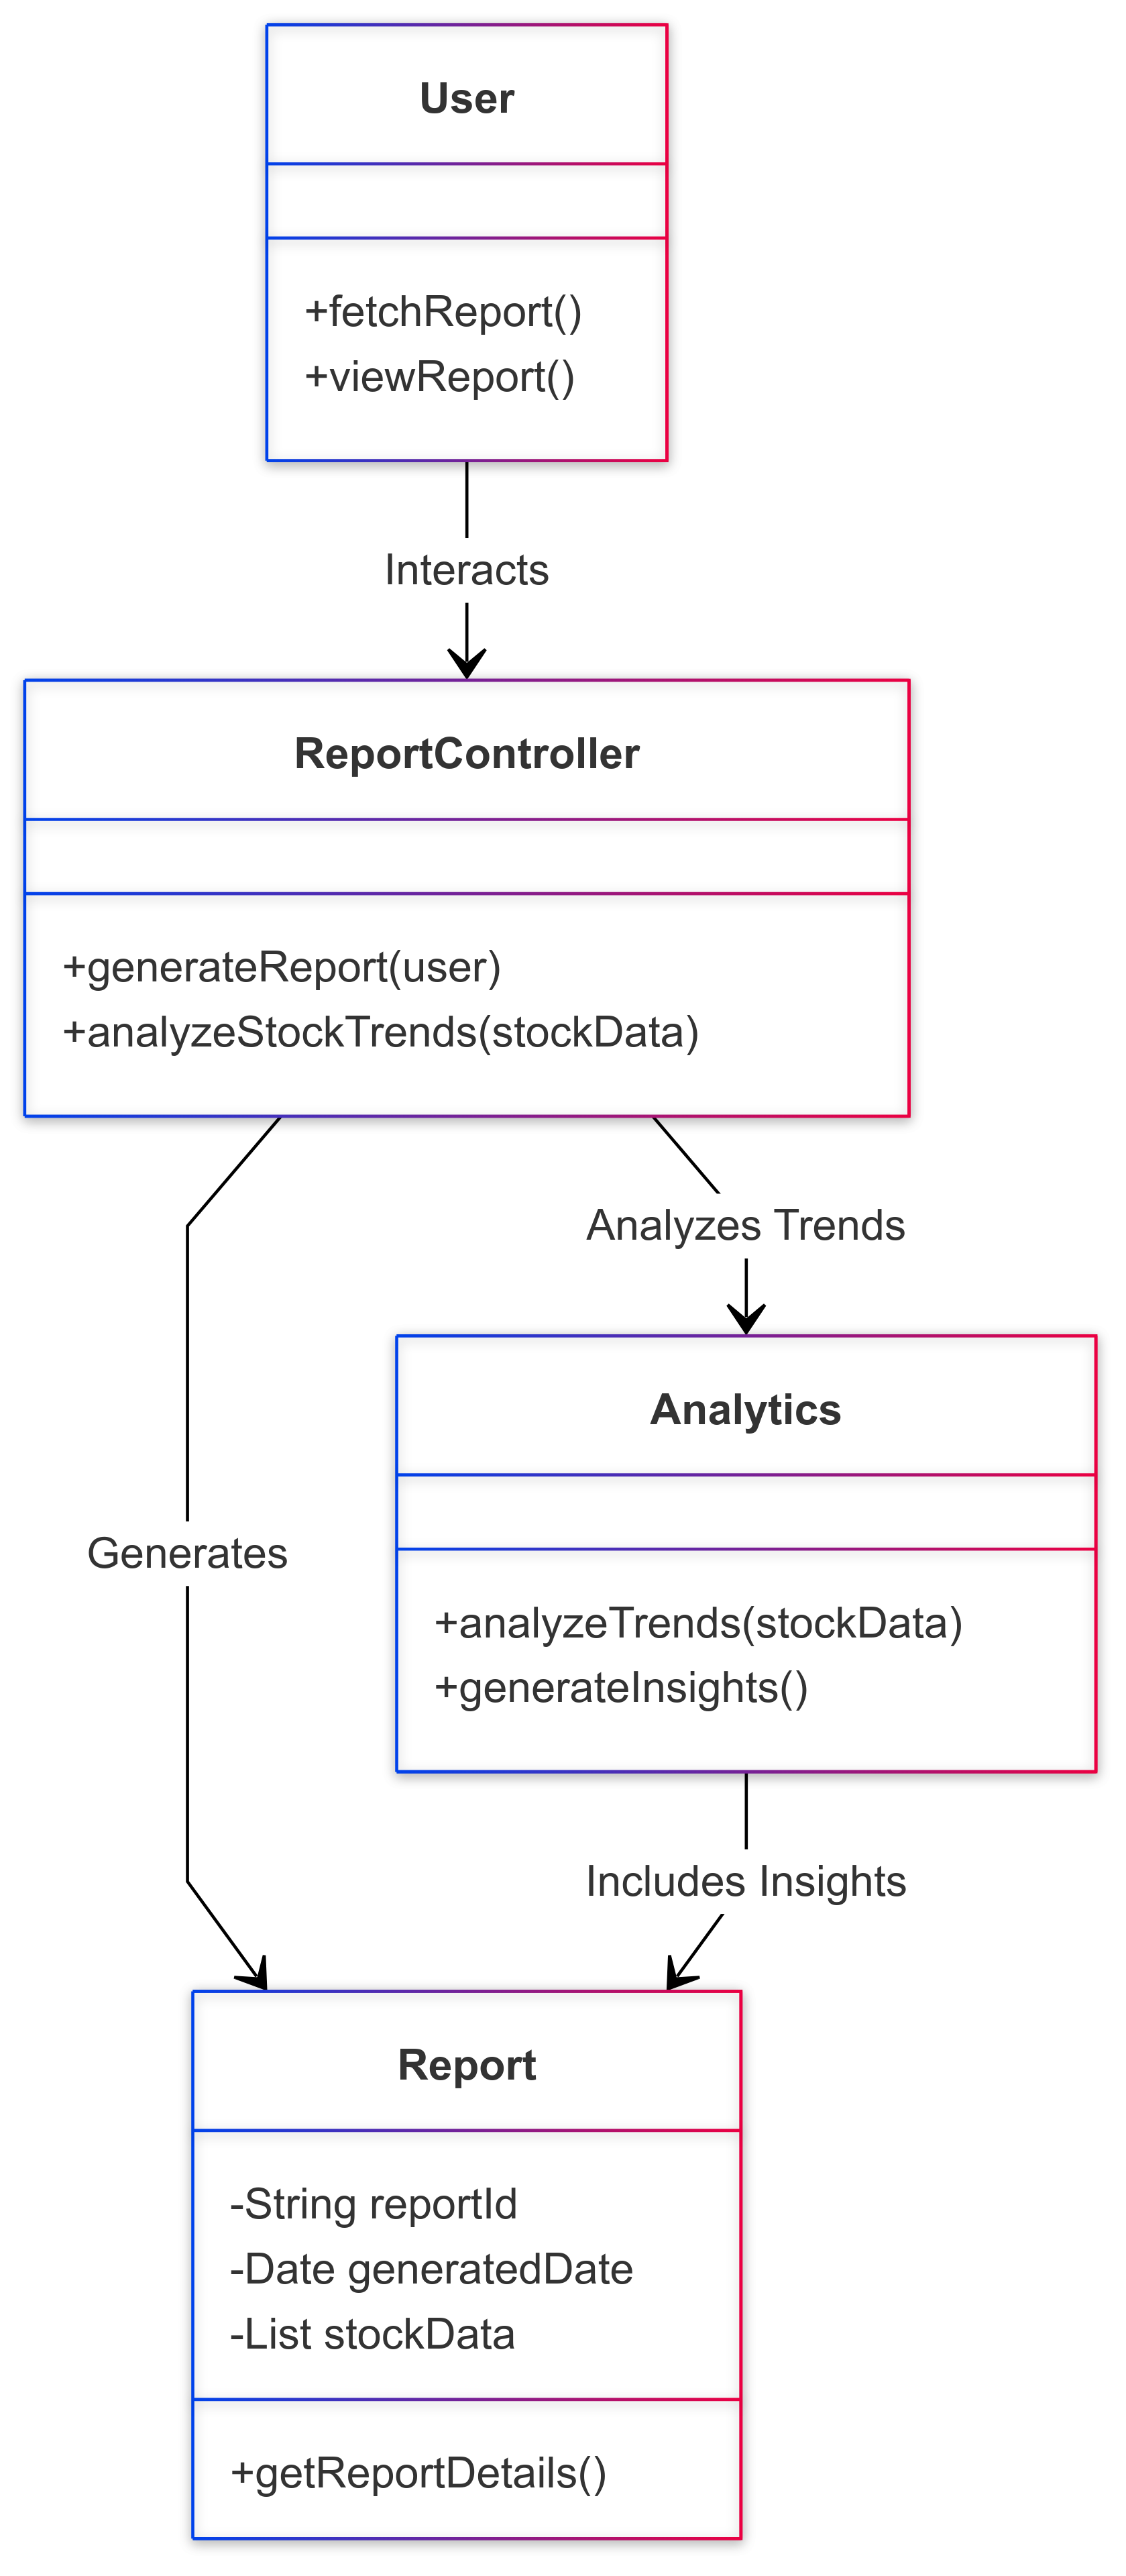 User
+fetchReport()
+viewReport()
Interacts
ReportController
+generateReport(user)
+analyzeStockTrends(stockData)
Analyzes Trends
Analytics
+analyzeTrends(stockData)
+generateInsights()
Generates
Includes Insights
Report
-String reportId
-Date generatedDate
-List stockData
+getReportDetails()